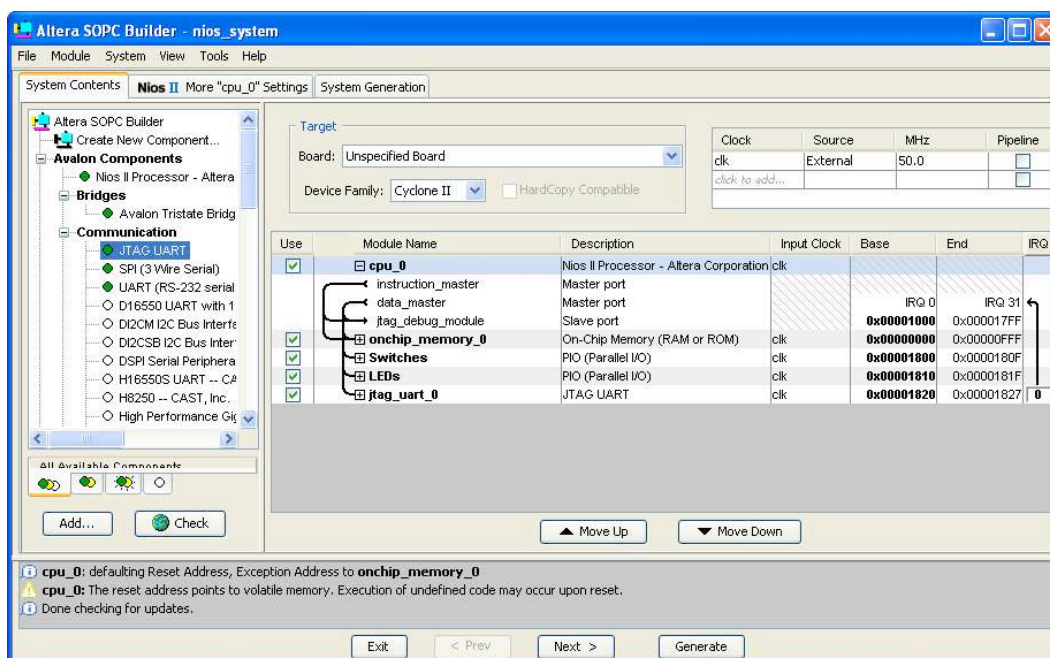 Altera SOPC Builder - nios_system
File Module System View Tools Help
System Contents Nios II More "cpu_0" Settings System Generation
Altera SOPC Builder
Create New Component...
Avalon Components
Nios II Processor - Altera
Bridges
Avalon Tristate Bridg
Communication
JTAG UART
SPI (3 Wire Serial)
UART (RS-232 serial
D16550 UART with 1
DI2CM I2C Bus Interfa
DI2CSB I2C Bus Inter
DSPI Serial Periphera
H16550S UART -- CA
H8250 -- CAST, Inc.
High Performance Gig
All Available Components
Add... Check
Target
Board: Unspecified Board
Device Family: Cyclone II HardCopy Compatible
Clock Source MHz Pipeline
clk External 50.0
click to add...
Use Module Name Description Input Clock Base End IRQ
cpu_0 Nios II Processor - Altera Corporation clk
instruction_master Master port
data_master Master port IRQ 0 IRQ 31
jtag_debug_module Slave port 0x00001000 0x000017FF
onchip_memory_0 On-Chip Memory (RAM or ROM) clk 0x00000000 0x00000FFF
Switches PIO (Parallel I/O) clk 0x00001800 0x0000180F
LEDs PIO (Parallel I/O) clk 0x00001810 0x0000181F
jtag_uart_0 JTAG UART clk 0x00001820 0x00001827 0
Move Up Move Down
cpu_0: defaulting Reset Address, Exception Address to onchip_memory_0
cpu_0: The reset address points to volatile memory. Execution of undefined code may occur upon reset.
Done checking for updates.
Exit < Prev Next > Generate